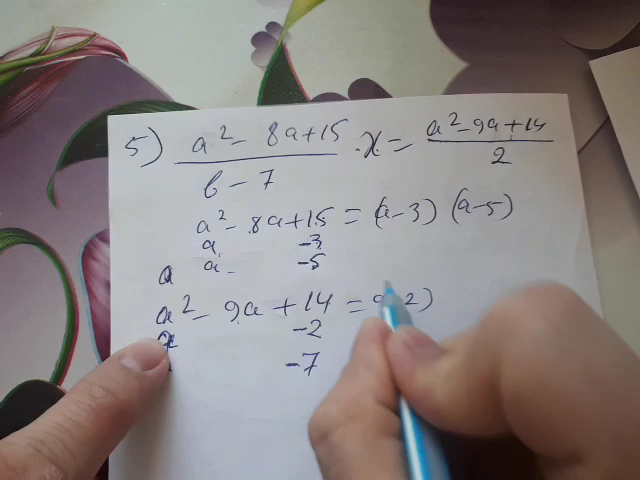 5) a² - 8a+15 / b - 7 · x = a² - 9a + 14 / 2
a² - 8a + 15 = (a-3) (a-5)
a -3
a -5
a
a² - 9a + 14 = a-2)
a -2
-7